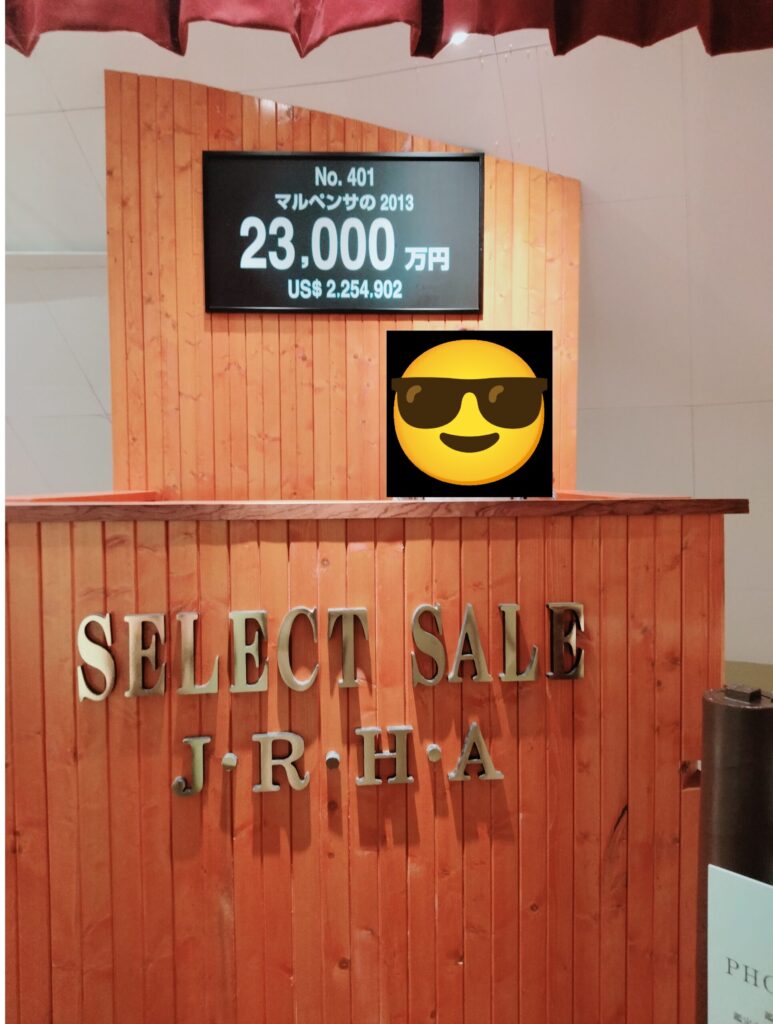 No. 401
マルペンサの 2013
23,000 万円
US$ 2.254.902
SELECT SALE
J·R·H·A
PHO